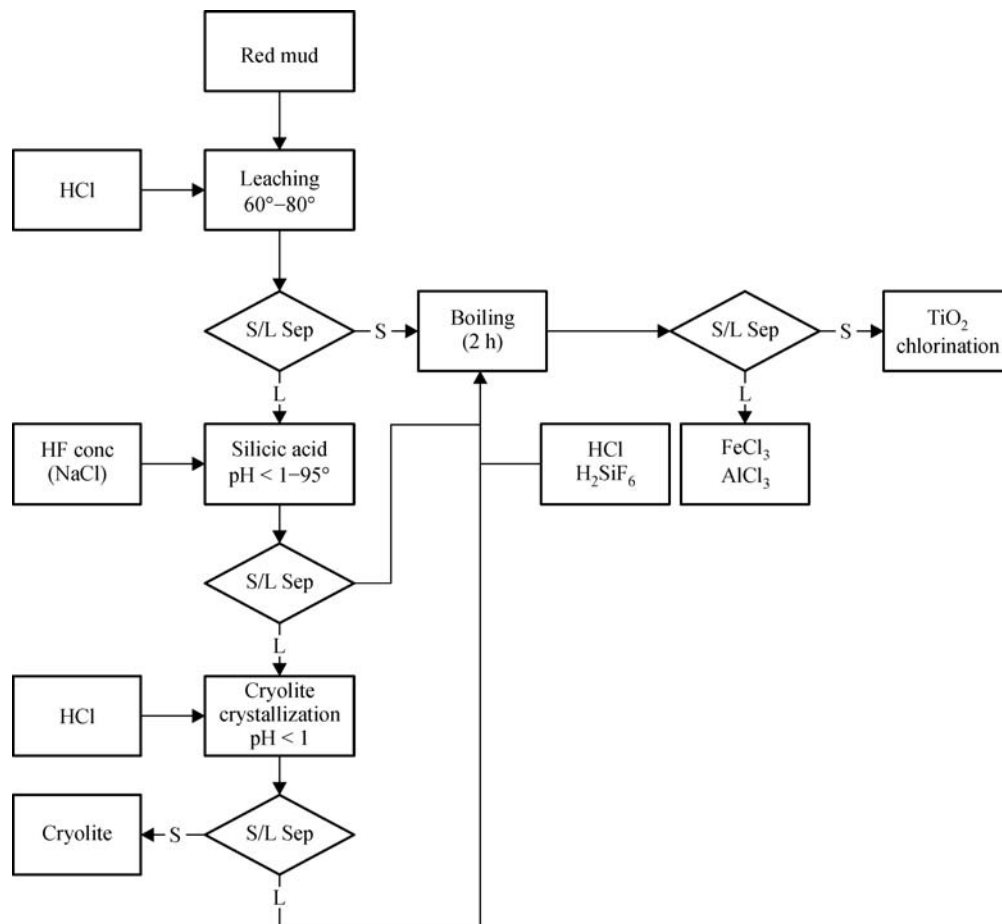 Red mud
HCl
Leaching
60°−80°
S/L Sep
S
Boiling
(2 h)
S/L Sep
S
TiO₂
chlorination
L
L
HF conc
(NaCl)
Silicic acid
pH < 1−95°
HCl
H₂SiF₆
FeCl₃
AlCl₃
S/L Sep
L
HCl
Cryolite
crystallization
pH < 1
Cryolite
S
S/L Sep
L